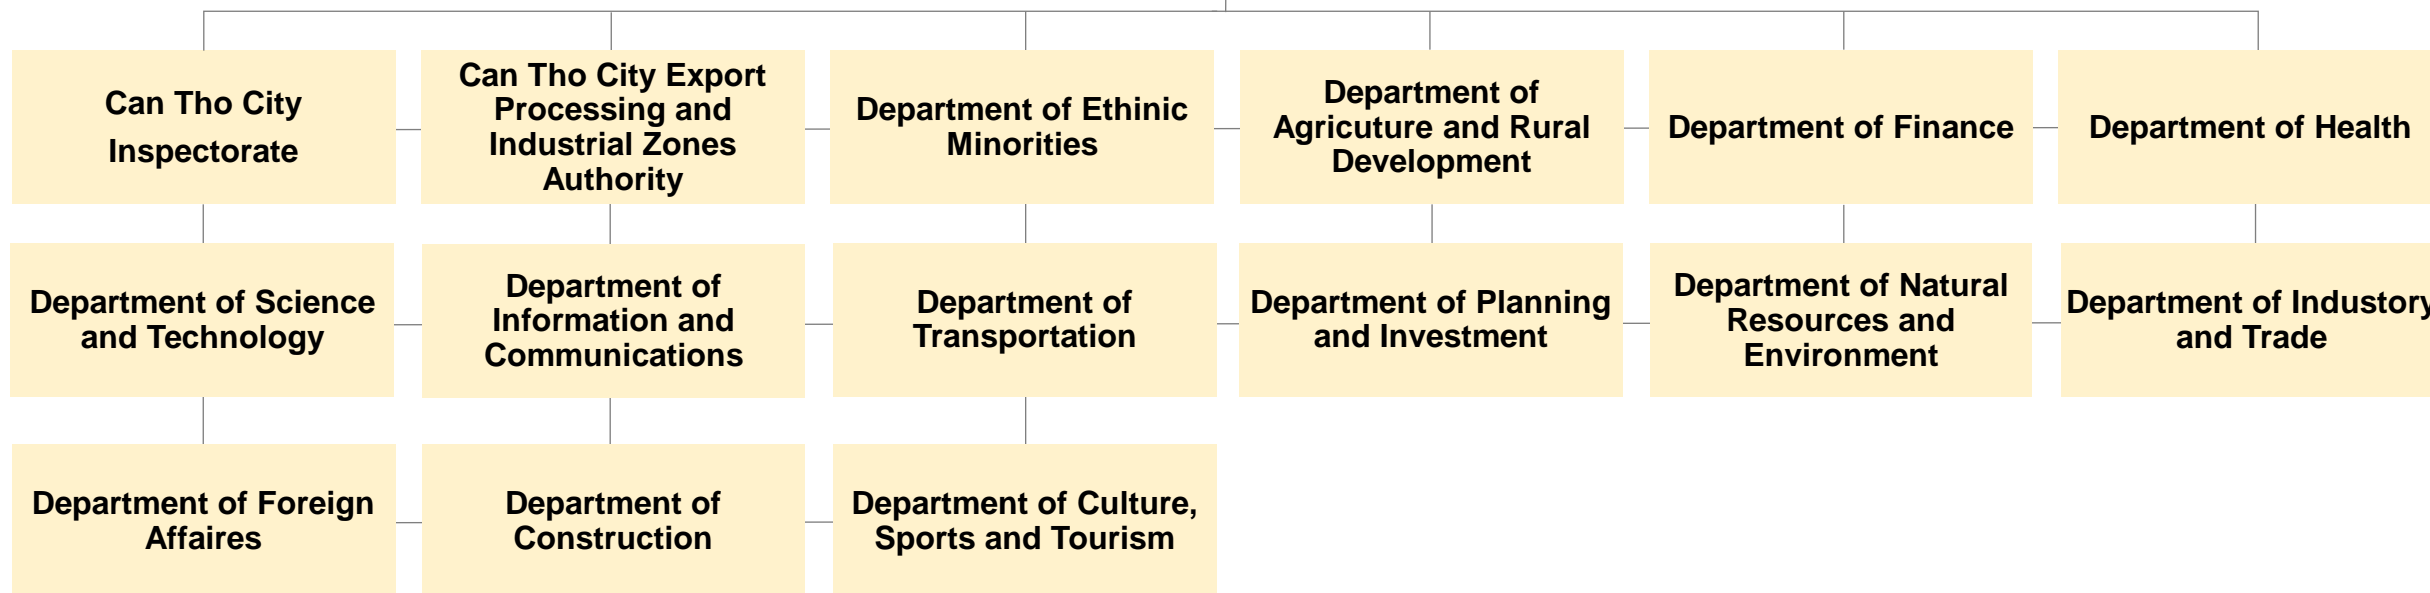 Can Tho City
Inspectorate
Can Tho City Export
Processing and
Industrial Zones
Authority
Department of Ethinic
Minorities
Department of
Agricuture and Rural
Development
Department of Finance
Department of Health
Department of Science
and Technology
Department of
Information and
Communications
Department of
Transportation
Department of Planning
and Investment
Department of Natural
Resources and
Environment
Department of Industory
and Trade
Department of Foreign
Affaires
Department of
Construction
Department of Culture,
Sports and Tourism